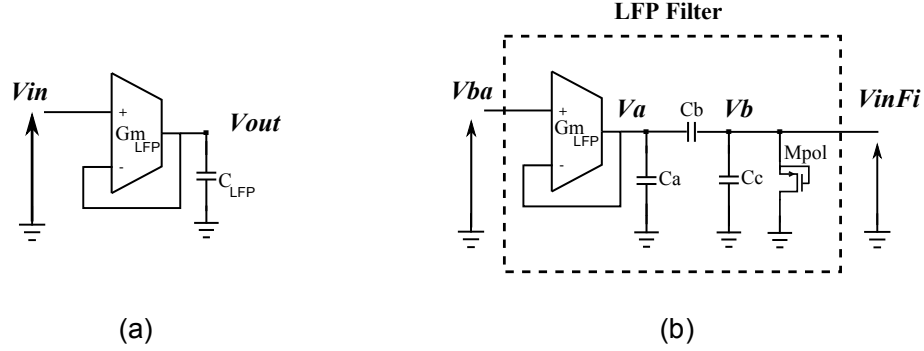 LFP Filter
Vin
+
Gm LFP
-
Vout
C LFP
Vba
+
Gm LFP
-
Va
Cb
Vb
VinFi
Ca
Cc
Mpol
(a)
(b)